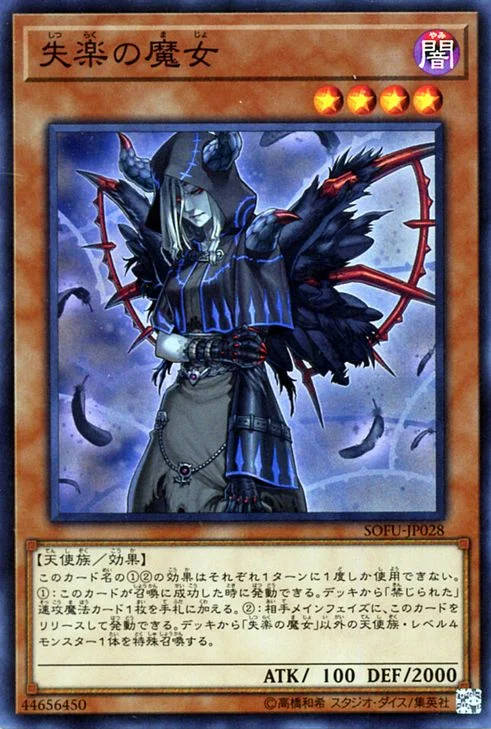 失楽の魔女
闇
SOFU-JP028
【天使族／効果】
このカード名の①②の効果はそれぞれ1ターンに1度しか使用できない。
①：このカードが召喚に成功した時に発動できる。デッキから「禁じられた」
速攻魔法カード1枚を手札に加える。②：相手メインフェイズに、このカードを
リリースして発動できる。デッキから「失楽の魔女」以外の天使族・レベル4
モンスター1体を特殊召喚する。
ATK/ 100 DEF/2000
44656450 ©高橋和希 スタジオ・ダイス/集英社